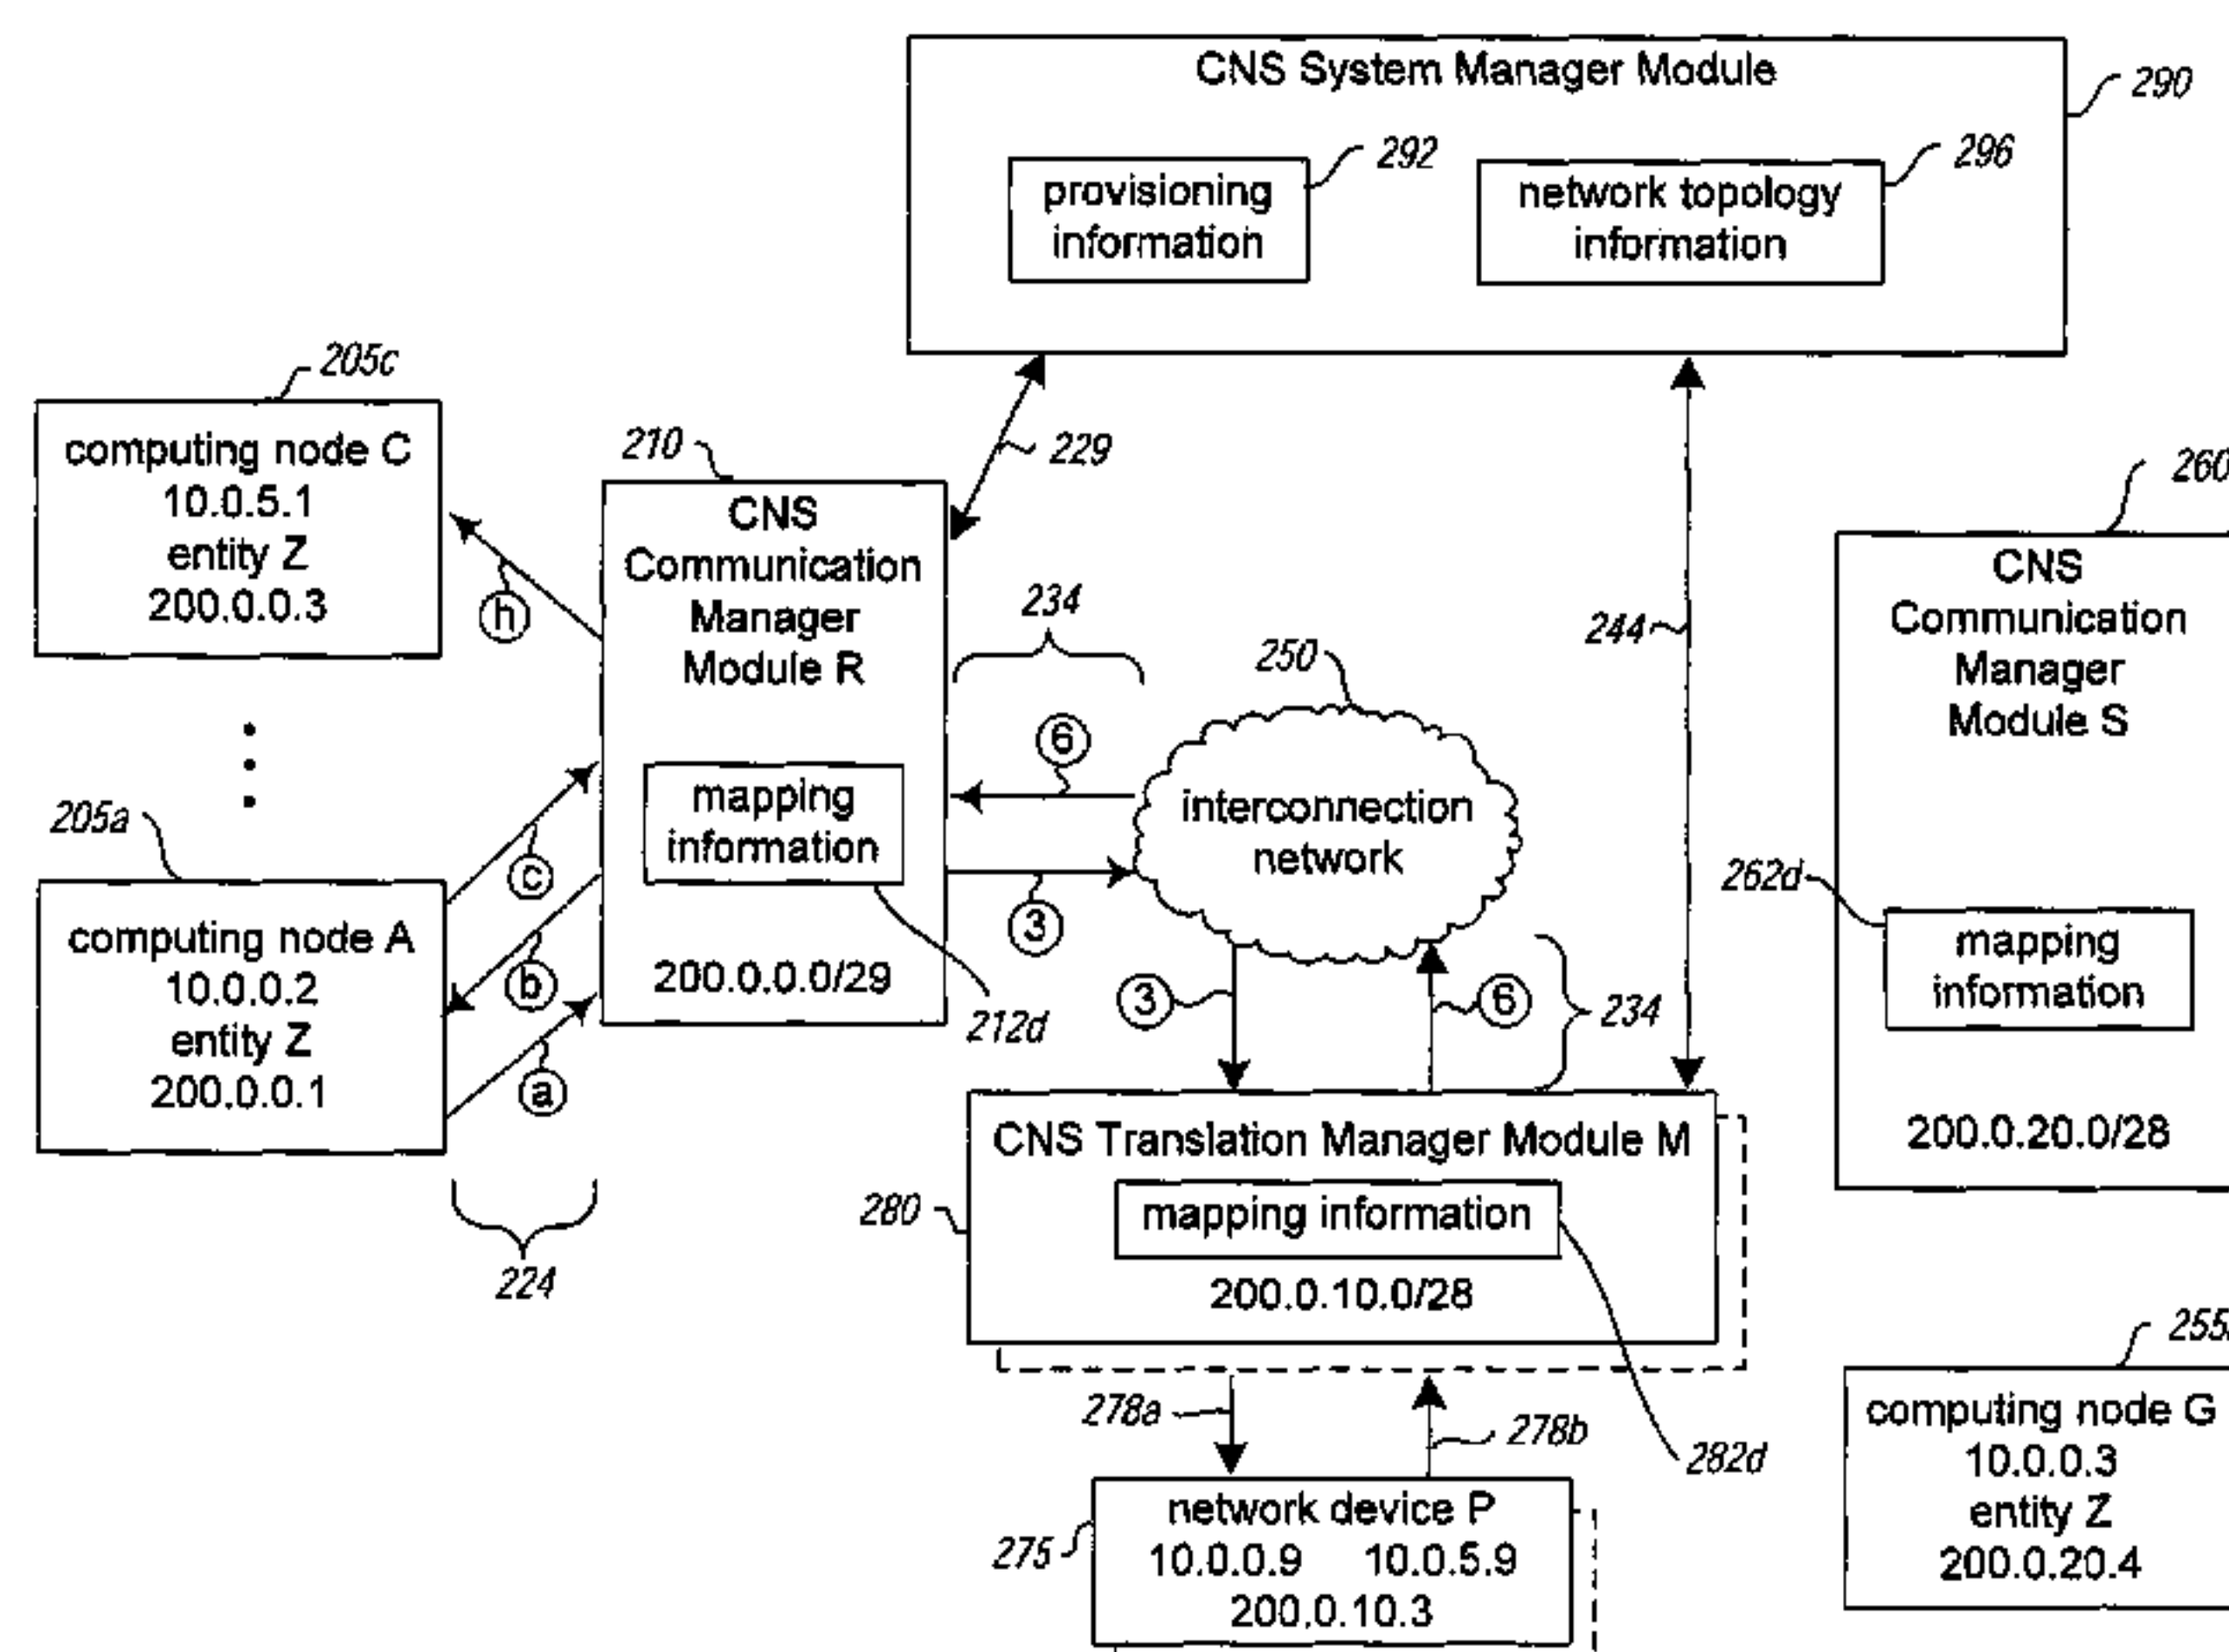 CNS System Manager Module
290
provisioning
information
292
network topology
information
296
205c
computing node C
10.0.5.1
entity Z
200.0.0.3
h
210
CNS
Communication
Manager
Module R
229
234
6
3
mapping
information
200.0.0.0/29
212d
250
interconnection
network
244
260
CNS
Communication
Manager
Module S
262d
mapping
information
200.0.20.0/28
205a
computing node A
10.0.0.2
entity Z
200.0.0.1
c
b
a
224
3
6
234
CNS Translation Manager Module M
280
mapping information
200.0.10.0/28
282d
278a
278b
275
network device P
10.0.0.9 10.0.5.9
200.0.10.3
255
computing node G
10.0.0.3
entity Z
200.0.20.4